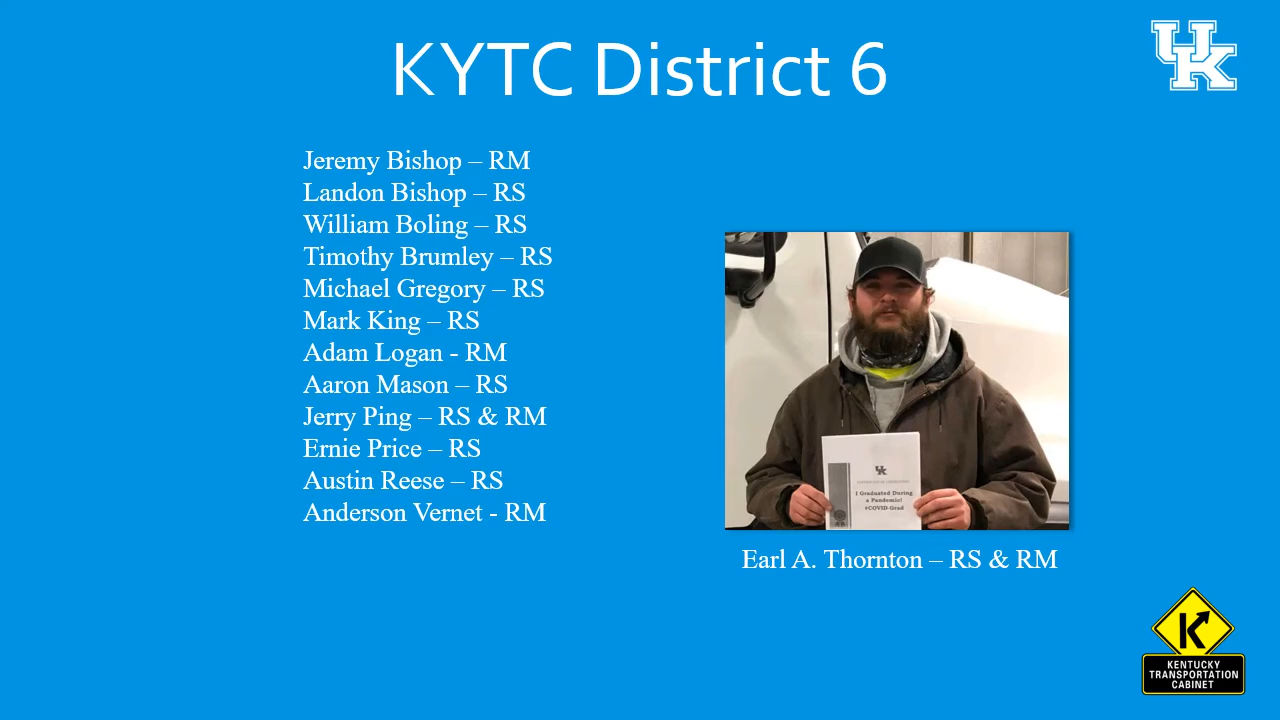 KYTC District 6
UK
Jeremy Bishop – RM
Landon Bishop – RS
William Boling – RS
Timothy Brumley – RS
Michael Gregory – RS
Mark King – RS
Adam Logan - RM
Aaron Mason – RS
Jerry Ping – RS & RM
Ernie Price – RS
Austin Reese – RS
Anderson Vernet - RM
UK
I Graduated During
a Pandemic!
#COVID-Grad
Earl A. Thornton – RS & RM
K
KENTUCKY
TRANSPORTATION
CABINET